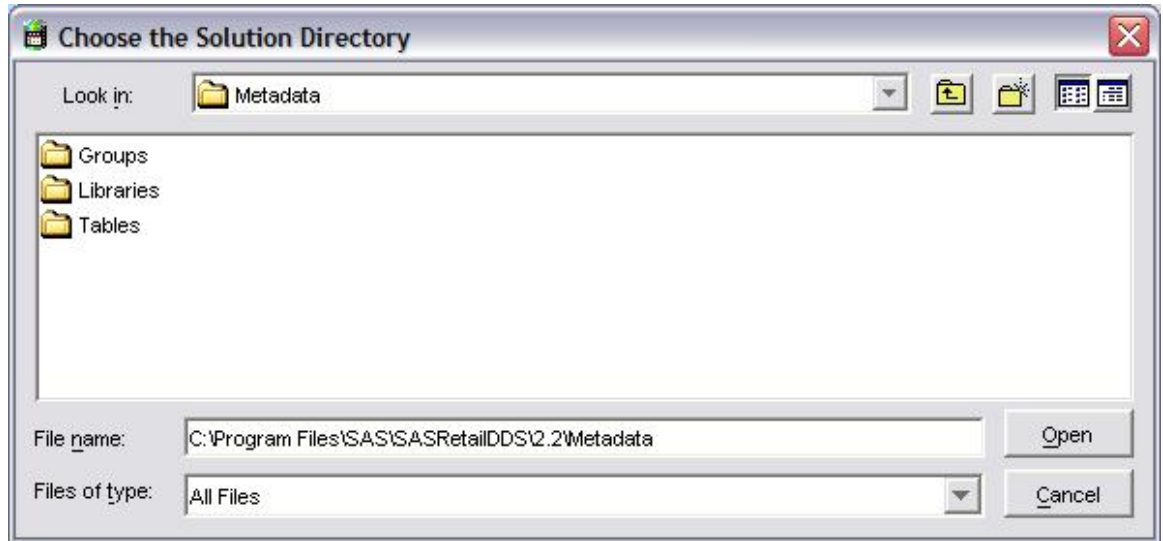 Choose the Solution Directory
Look in: Metadata
Groups
Libraries
Tables
File name: C:\Program Files\SAS\SASRetailDDS\2.2\Metadata Open
Files of type: All Files Cancel